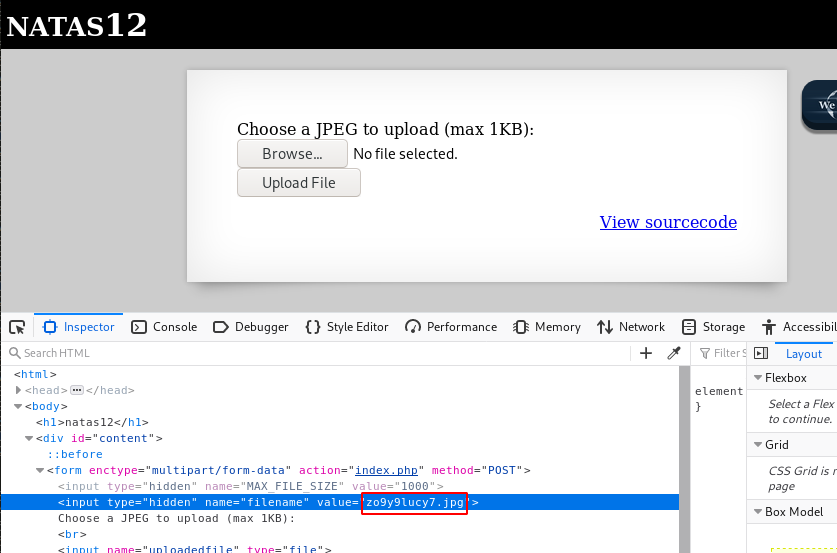 NATAS12
We
Choose a JPEG to upload (max 1KB):
Browse... No file selected.
Upload File
View sourcecode
Inspector Console Debugger Style Editor Performance Memory Network Storage Accessibil
Search HTML + Filter S Layout
<html>
<head>•••</head>
<body>
<h1>natas12</h1>
<div id="content">
::before
<form enctype="multipart/form-data" action="index.php" method="POST">
<input type="hidden" name="MAX_FILE_SIZE" value="1000">
<input type="hidden" name="filename" value="zo9y9lucy7.jpg">
Choose a JPEG to upload (max 1KB):
<br>
<input name="uploadedfile" type="file">
element
}
Flexbox
Select a Flex
to continue.
Grid
CSS Grid is n
page
Box Model